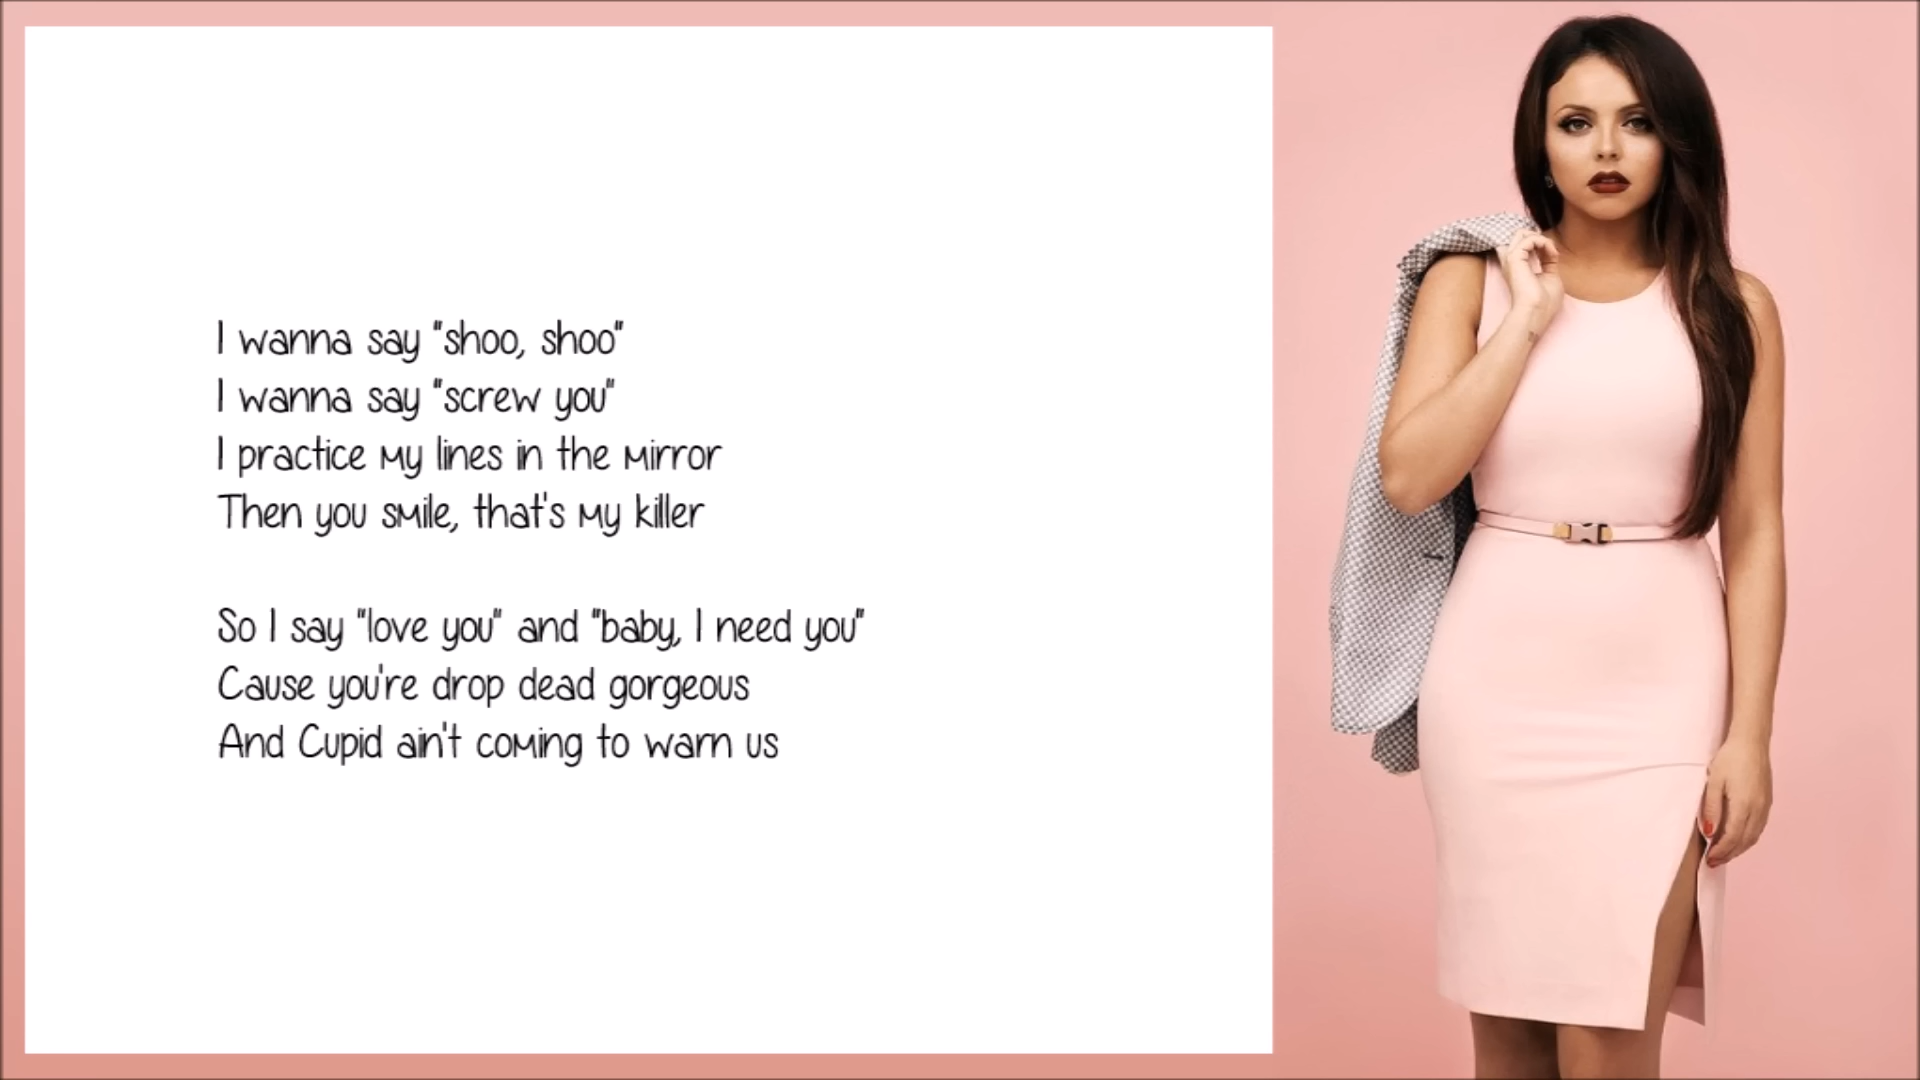 I wanna say "shoo, shoo"
I wanna say "screw you"
I practice my lines in the mirror
Then you smile, that's my killer
So I say "love you" and "baby, I need you"
Cause you're drop dead gorgeous
And Cupid ain't coming to warn us